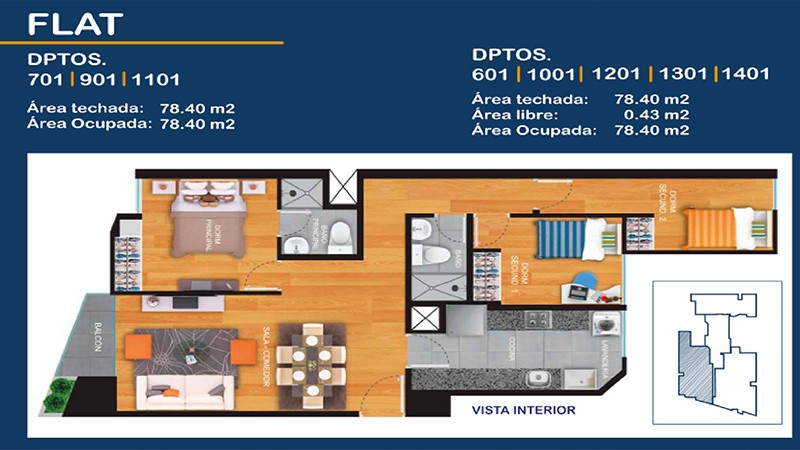 FLAT
DPTOS.
701 | 901 | 1101
Área techada: 78.40 m2
Área Ocupada: 78.40 m2
DPTOS.
601 | 1001 | 1201 | 1301 | 1401
Área techada: 78.40 m2
Área libre: 0.43 m2
Área Ocupada: 78.40 m2
DORM
PRINCIPAL
BAÑO
PRINCIPAL
BAÑO
DORM
SECUND. 1
DORM
SECUND. 2
BALCON
SALA - COMEDOR
COCINA
LAVANDERIA
VISTA INTERIOR